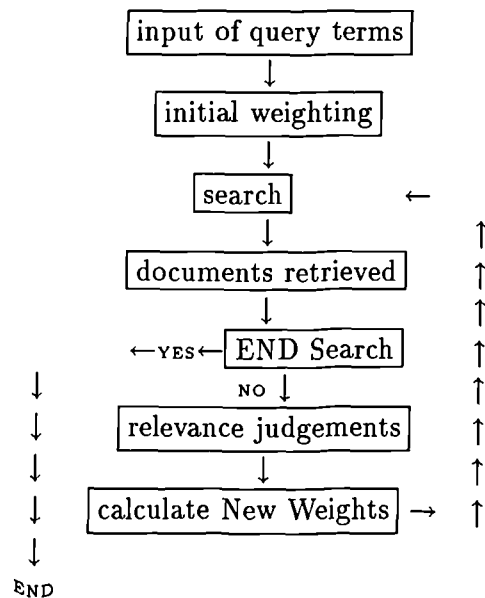 input of query terms
↓
initial weighting
↓
search ←
↓ ↑
documents retrieved ↑
↓ ↑
←YES← END Search ↑
↓ NO ↓ ↑
↓ relevance judgements ↑
↓ ↓ ↑
↓ calculate New Weights → ↑
↓
END